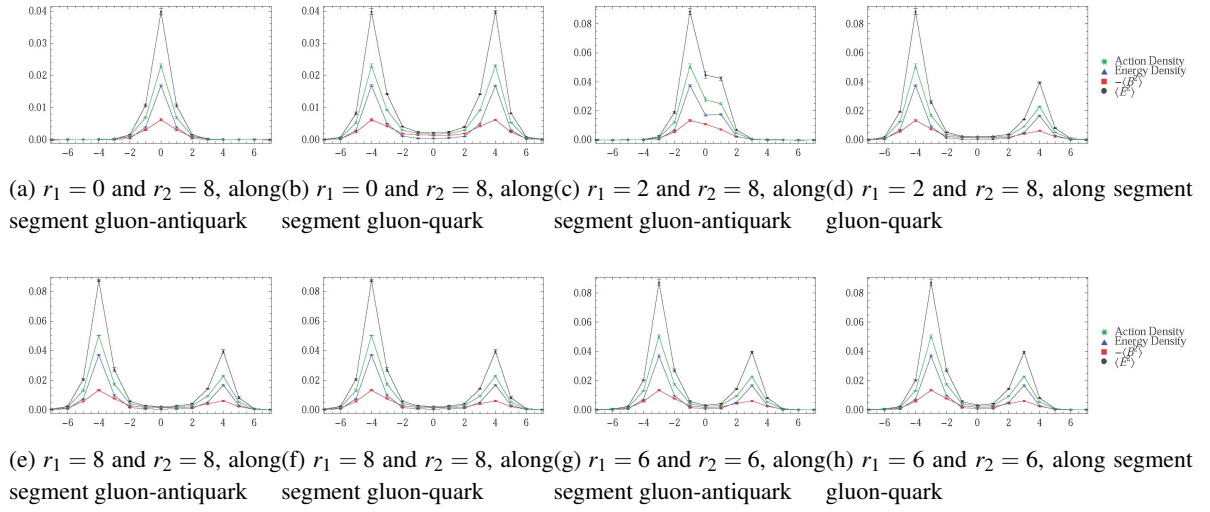 0.04
0.03
0.02
0.01
0.00
−6 −4 −2 0 2 4 6
0.04
0.03
0.02
0.01
0.00
−6 −4 −2 0 2 4 6
0.08
0.06
0.04
0.02
0.00
−6 −4 −2 0 2 4 6
0.08
0.06
0.04
0.02
0.00
−6 −4 −2 0 2 4 6
Action Density
Energy Density
−⟨B²⟩
⟨E²⟩
(a) r₁ = 0 and r₂ = 8, along
segment gluon-antiquark
(b) r₁ = 0 and r₂ = 8, along
segment gluon-quark
(c) r₁ = 2 and r₂ = 8, along
segment gluon-antiquark
(d) r₁ = 2 and r₂ = 8, along segment
gluon-quark
0.08
0.06
0.04
0.02
0.00
−6 −4 −2 0 2 4 6
0.08
0.06
0.04
0.02
0.00
−6 −4 −2 0 2 4 6
0.08
0.06
0.04
0.02
0.00
−6 −4 −2 0 2 4 6
0.08
0.06
0.04
0.02
0.00
−6 −4 −2 0 2 4 6
Action Density
Energy Density
−⟨B²⟩
⟨E²⟩
(e) r₁ = 8 and r₂ = 8, along
segment gluon-antiquark
(f) r₁ = 8 and r₂ = 8, along
segment gluon-quark
(g) r₁ = 6 and r₂ = 6, along
segment gluon-antiquark
(h) r₁ = 6 and r₂ = 6, along segment
gluon-quark